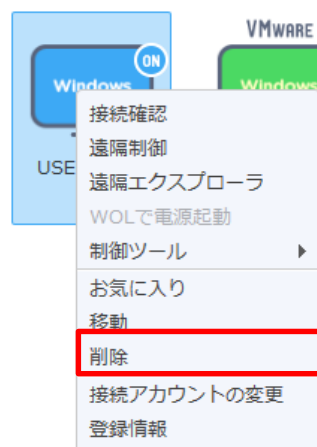 VMWARE
ON
Windows
Windows
USE
接続確認
遠隔制御
遠隔エクスプローラ
WOLで電源起動
制御ツール
お気に入り
移動
削除
接続アカウントの変更
登録情報